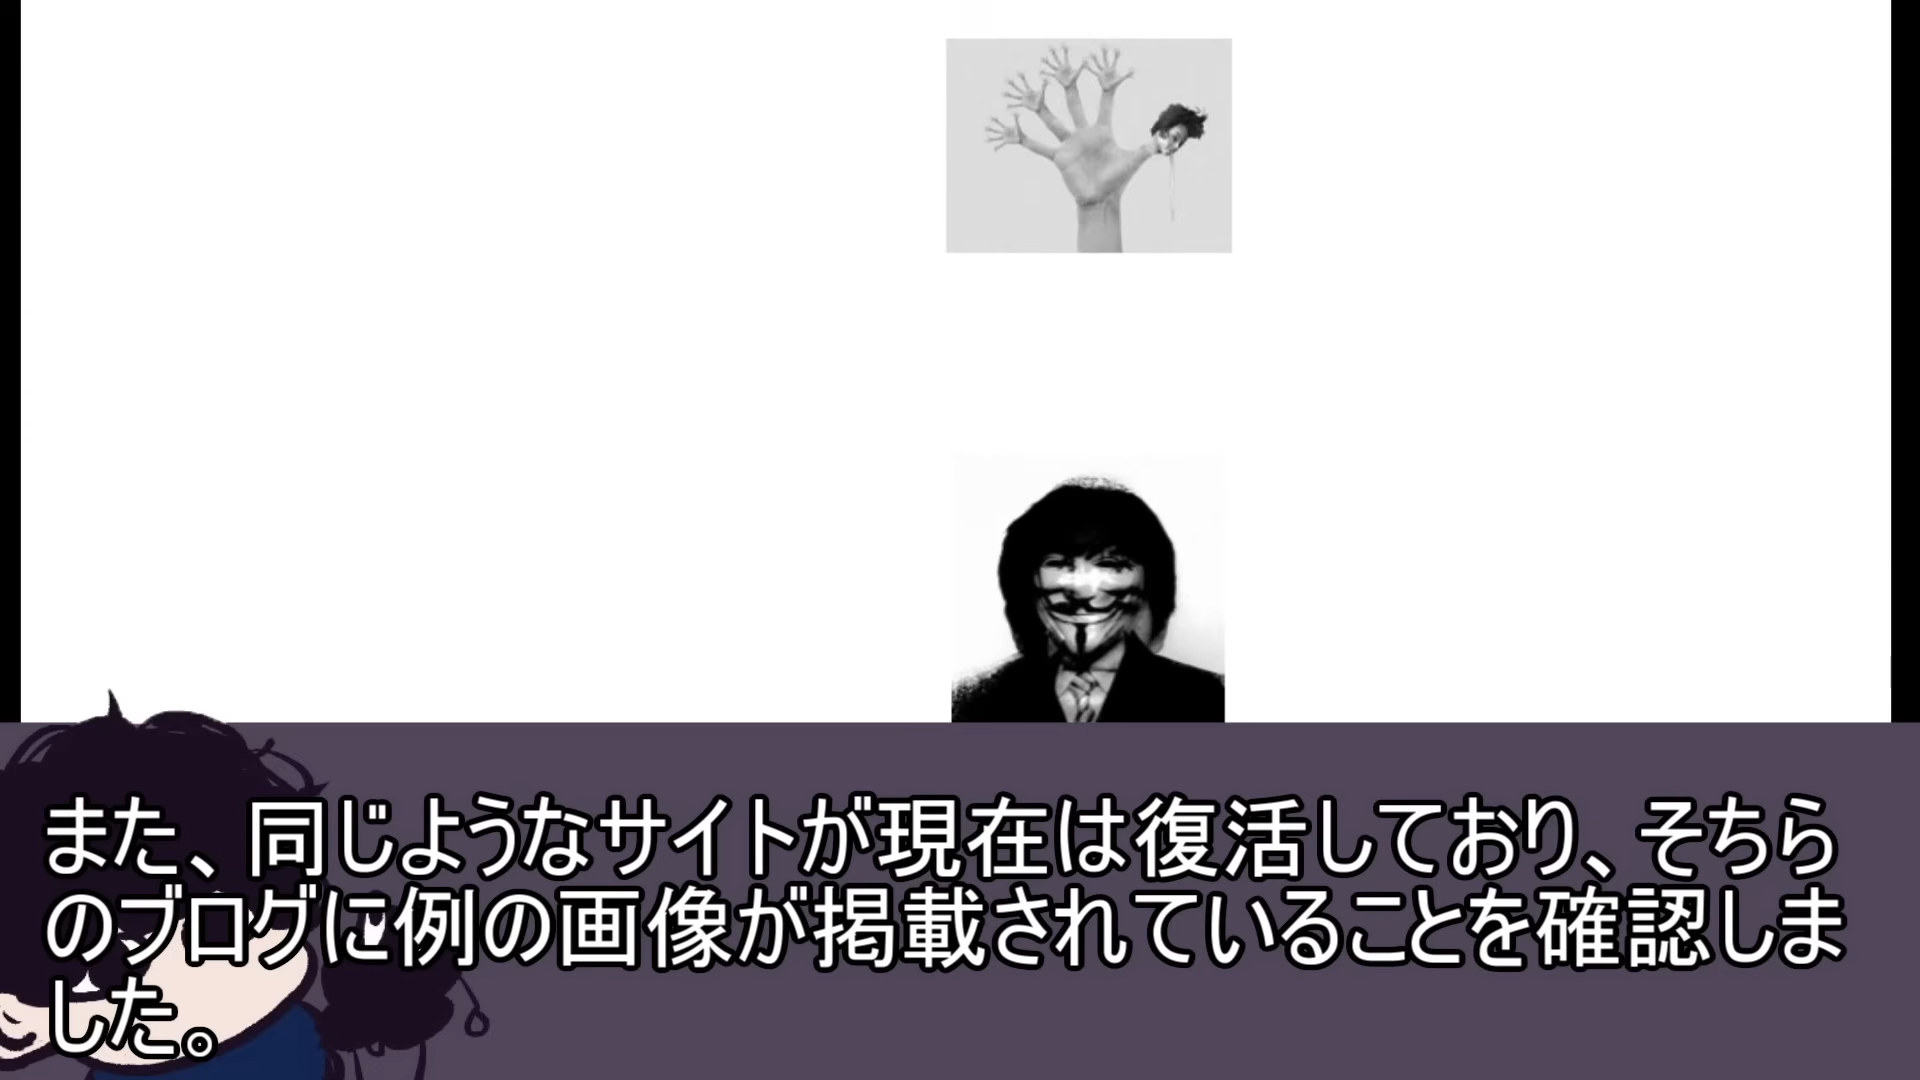 また、同じようなサイトが現在は復活しており、そちら
のブログに例の画像が掲載されていることを確認しま
した。